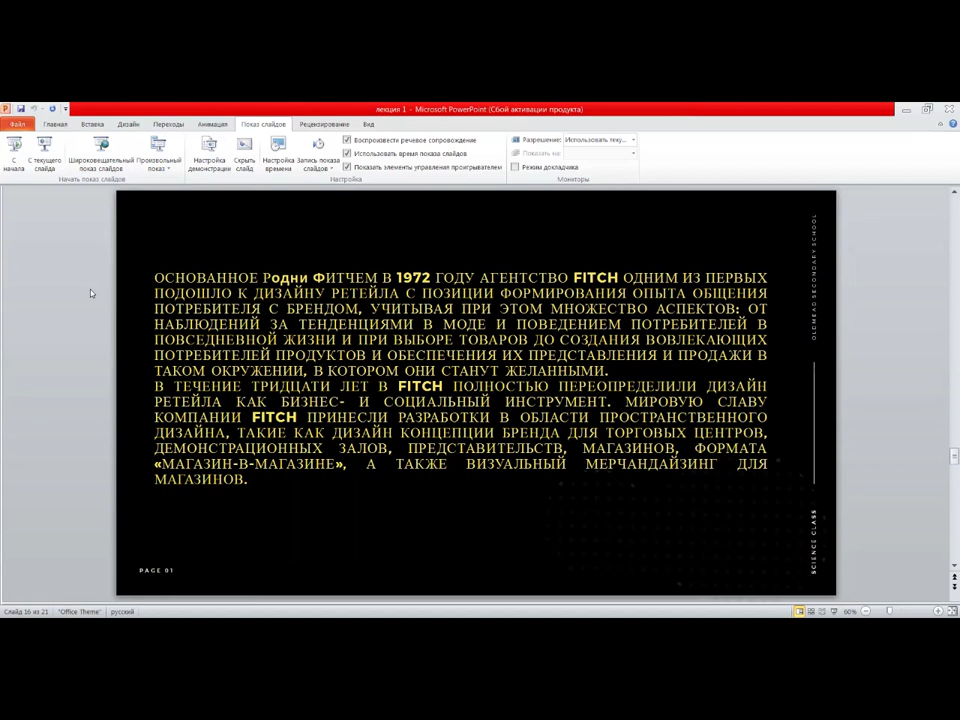 лекция 1 - Microsoft PowerPoint (Сбой активации продукта)
Файл Главная Вставка Дизайн Переходы Анимация Показ слайдов Рецензирование Вид
С начала
С текущего слайда
Широковещательный показ слайдов
Произвольный показ
Начать показ слайдов
Настройка демонстрации
Скрыть слайд
Настройка времени
Запись показа слайдов
Воспроизвести речевое сопровождение
Использовать время показа слайдов
Показать элементы управления проигрывателем
Настройка
Разрешение: Использовать теку...
Показать на:
Режим докладчика
Мониторы
ОСНОВАННОЕ Родни ФИТЧЕМ В 1972 ГОДУ АГЕНТСТВО FITCH ОДНИМ ИЗ ПЕРВЫХ
ПОДОШЛО К ДИЗАЙНУ РЕТЕЙЛА С ПОЗИЦИИ ФОРМИРОВАНИЯ ОПЫТА ОБЩЕНИЯ
ПОТРЕБИТЕЛЯ С БРЕНДОМ, УЧИТЫВАЯ ПРИ ЭТОМ МНОЖЕСТВО АСПЕКТОВ: ОТ
НАБЛЮДЕНИЙ ЗА ТЕНДЕНЦИЯМИ В МОДЕ И ПОВЕДЕНИЕМ ПОТРЕБИТЕЛЕЙ В
ПОВСЕДНЕВНОЙ ЖИЗНИ И ПРИ ВЫБОРЕ ТОВАРОВ ДО СОЗДАНИЯ ВОВЛЕКАЮЩИХ
ПОТРЕБИТЕЛЕЙ ПРОДУКТОВ И ОБЕСПЕЧЕНИЯ ИХ ПРЕДСТАВЛЕНИЯ И ПРОДАЖИ В
ТАКОМ ОКРУЖЕНИИ, В КОТОРОМ ОНИ СТАНУТ ЖЕЛАННЫМИ.
В ТЕЧЕНИЕ ТРИДЦАТИ ЛЕТ В FITCH ПОЛНОСТЬЮ ПЕРЕОПРЕДЕЛИЛИ ДИЗАЙН
РЕТЕЙЛА КАК БИЗНЕС- И СОЦИАЛЬНЫЙ ИНСТРУМЕНТ. МИРОВУЮ СЛАВУ
КОМПАНИИ FITCH ПРИНЕСЛИ РАЗРАБОТКИ В ОБЛАСТИ ПРОСТРАНСТВЕННОГО
ДИЗАЙНА, ТАКИЕ КАК ДИЗАЙН КОНЦЕПЦИИ БРЕНДА ДЛЯ ТОРГОВЫХ ЦЕНТРОВ,
ДЕМОНСТРАЦИОННЫХ ЗАЛОВ, ПРЕДСТАВИТЕЛЬСТВ, МАГАЗИНОВ, ФОРМАТА
«МАГАЗИН-В-МАГАЗИНЕ», А ТАКЖЕ ВИЗУАЛЬНЫЙ МЕРЧАНДАЙЗИНГ ДЛЯ
МАГАЗИНОВ.
OLDMEAD SECONDARY SCHOOL
SCIENCE CLASS
PAGE 01
Слайд 16 из 21 "Office Theme" русский 60%